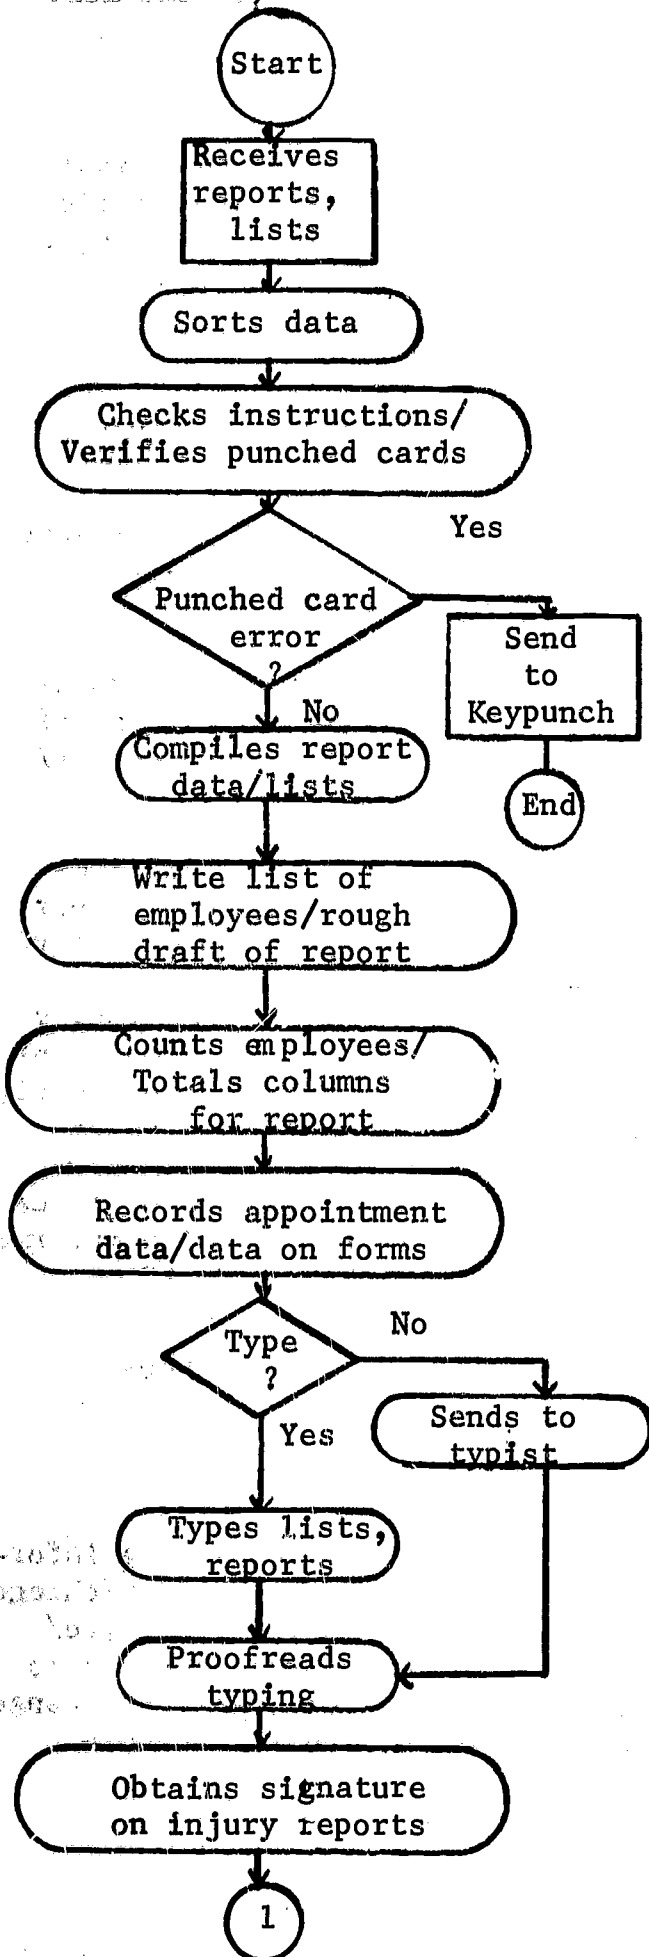 Start
Receives
reports,
lists
Sorts data
Checks instructions/
Verifies punched cards
Yes
Punched card
error
?
Send
to
Keypunch
No
End
Compiles report
data/lists
Write list of
employees/rough
draft of report
Counts employees/
Totals columns
for report
Records appointment
data/data on forms
No
Type
?
Yes
Sends to
typist
Types lists,
reports
Proofreads
typing
Obtains signature
on injury reports
1